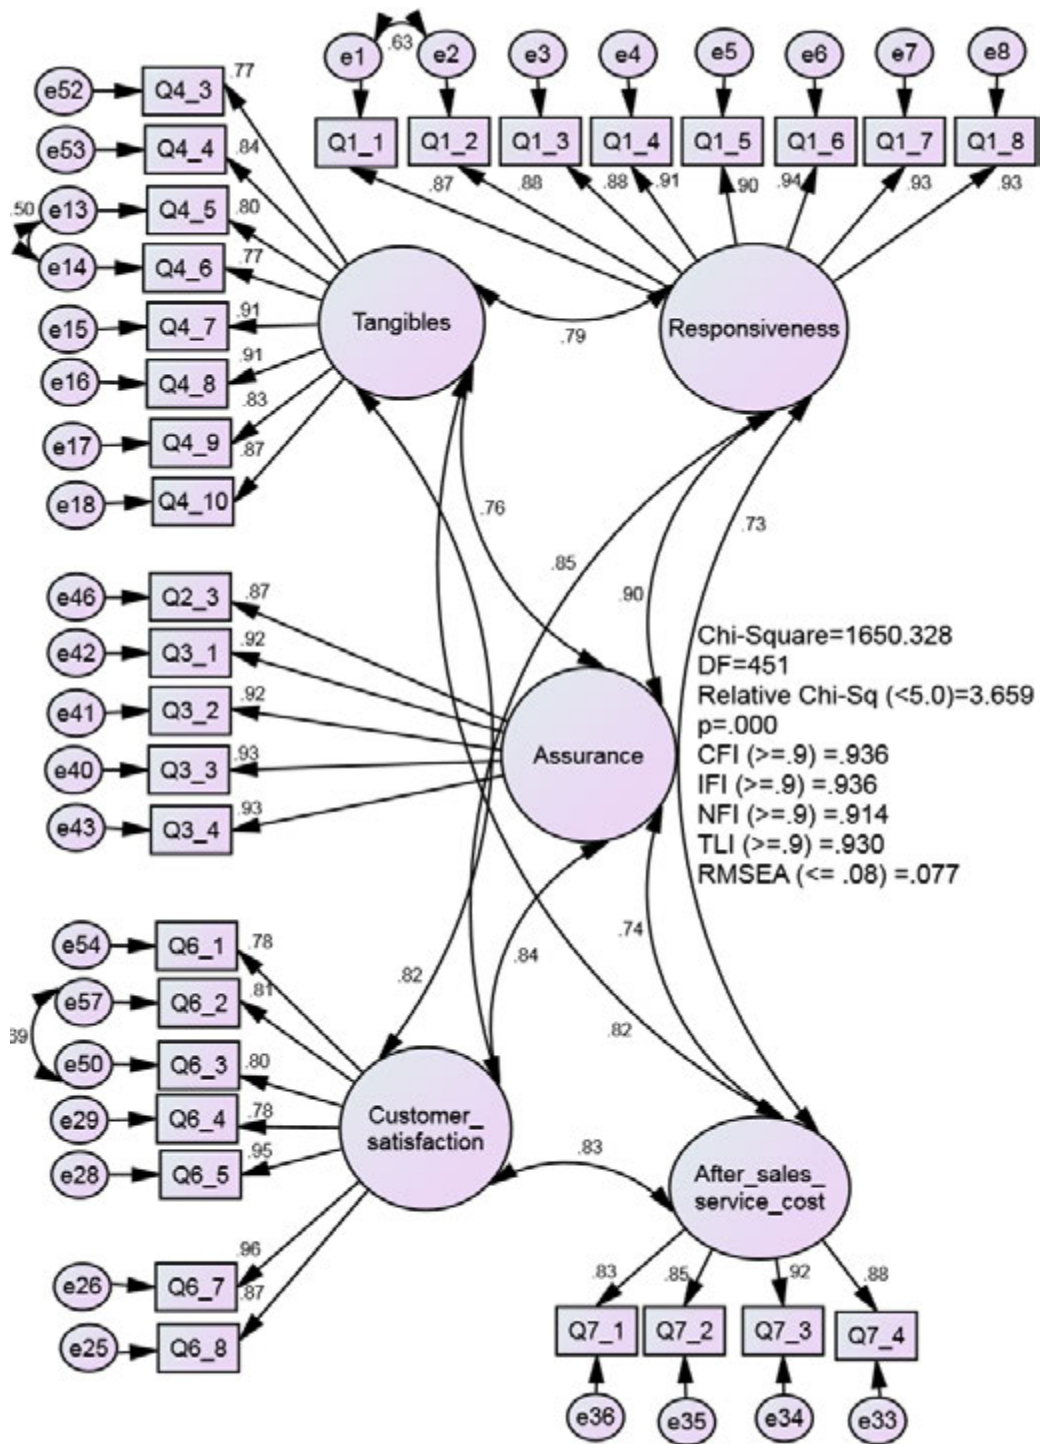 e1 .63 e2 e3 e4 e5 e6 e7 e8
Q1_1 Q1_2 Q1_3 Q1_4 Q1_5 Q1_6 Q1_7 Q1_8
.87 .88 .88 .91 .90 .94 .93 .93
e52 Q4_3 .77
e53 Q4_4 .84
.50 e13 Q4_5 .80
e14 Q4_6 .77
e15 Q4_7 .91
e16 Q4_8 .91
e17 Q4_9 .83
e18 Q4_10 .87
Tangibles
Responsiveness
.79
.76
.73
.85
.90
e46 Q2_3 .87
e42 Q3_1 .92
e41 Q3_2 .92
e40 Q3_3 .93
e43 Q3_4 .93
Assurance
Chi-Square=1650.328
DF=451
Relative Chi-Sq (<5.0)=3.659
p=.000
CFI (>=.9) =.936
IFI (>=.9) =.936
NFI (>=.9) =.914
TLI (>=.9) =.930
RMSEA (<= .08) =.077
.74
.84
.82
.82
e54 Q6_1 .78
e57 Q6_2 .81
e50 Q6_3 .80
e29 Q6_4 .78
e28 Q6_5 .95
e26 Q6_7 .96
e25 Q6_8 .87
Customer_
satisfaction
.83
After_sales_
service_cost
.83 .85 .92 .88
Q7_1 Q7_2 Q7_3 Q7_4
e36 e35 e34 e33